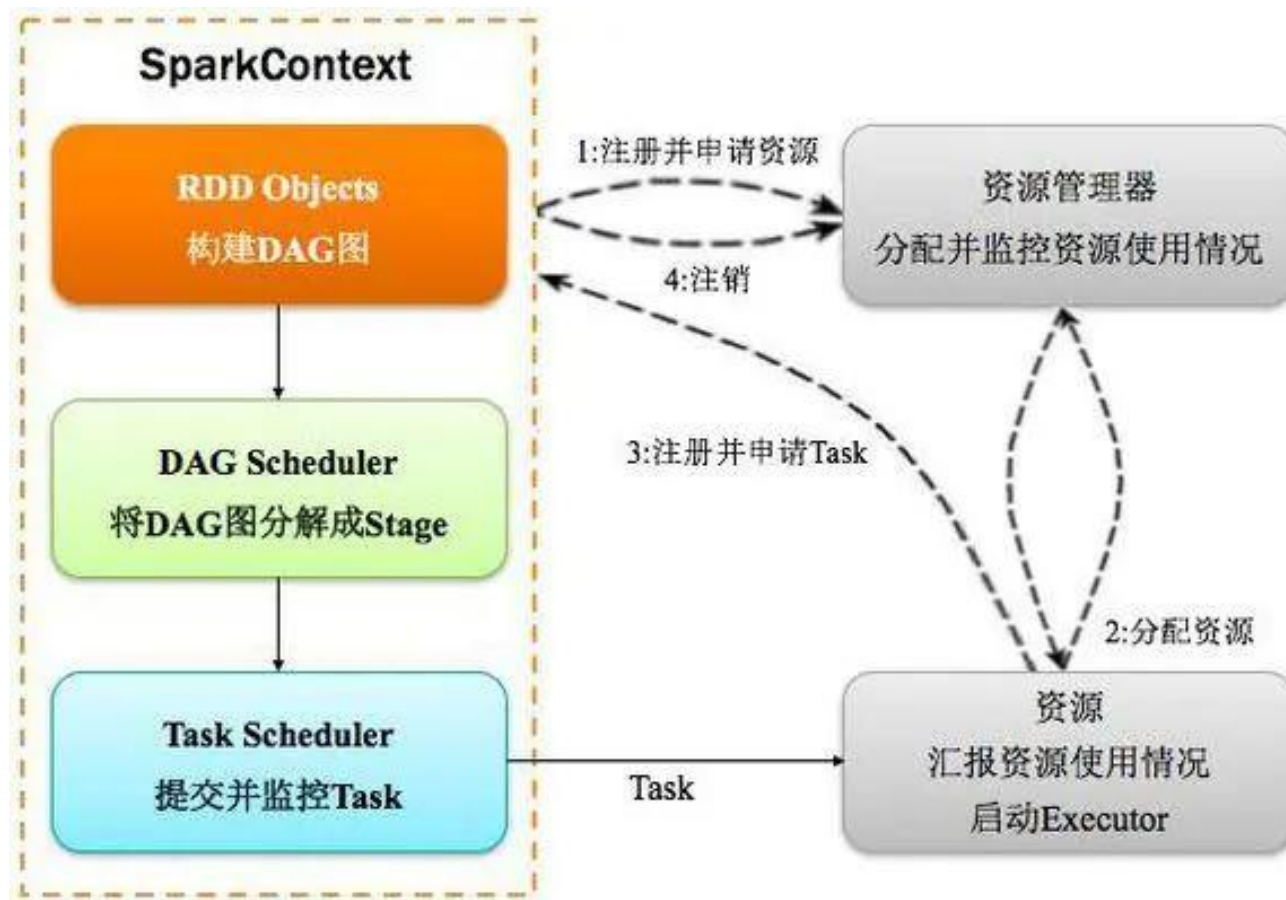 SparkContext
RDD Objects
构建DAG图
1:注册并申请资源
资源管理器
分配并监控资源使用情况
4:注销
DAG Scheduler
将DAG图分解成Stage
3:注册并申请Task
2:分配资源
Task Scheduler
提交并监控Task
Task
资源
汇报资源使用情况
启动Executor